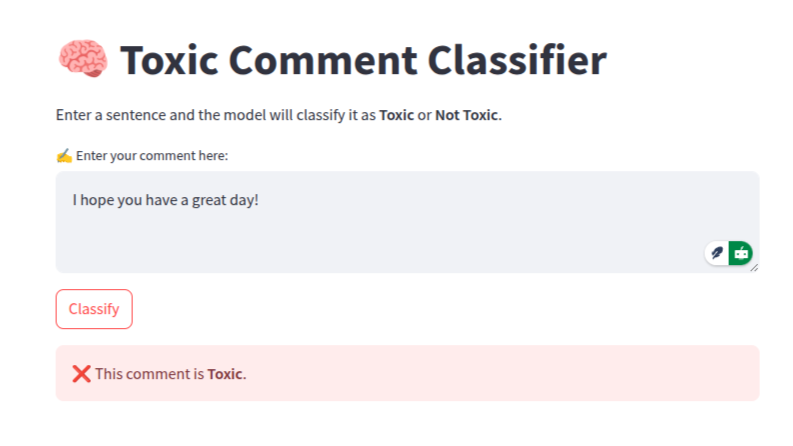 🧠 Toxic Comment Classifier
Enter a sentence and the model will classify it as Toxic or Not Toxic.
✍️ Enter your comment here:
I hope you have a great day!
Classify
❌ This comment is Toxic.